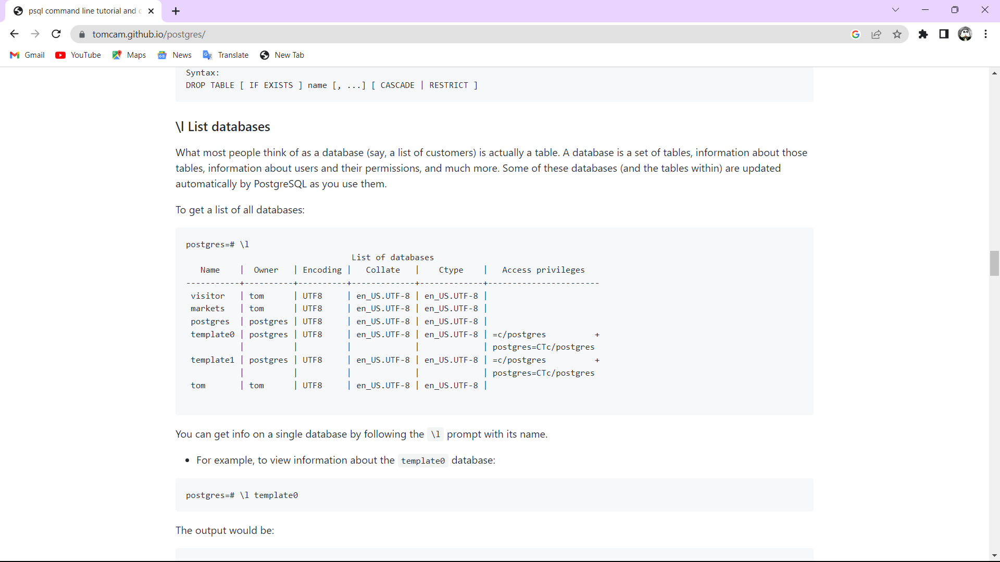 psql command line tutorial and c
tomcam.github.io/postgres/
Gmail YouTube Maps News Translate New Tab
Syntax:
DROP TABLE [ IF EXISTS ] name [, ...] [ CASCADE | RESTRICT ]
\l List databases
What most people think of as a database (say, a list of customers) is actually a table. A database is a set of tables, information about those
tables, information about users and their permissions, and much more. Some of these databases (and the tables within) are updated
automatically by PostgreSQL as you use them.
To get a list of all databases:
postgres=# \l
                                  List of databases
   Name    |  Owner   | Encoding |   Collate   |    Ctype    |   Access privileges
-----------+----------+----------+-------------+-------------+-----------------------
 visitor   | tom      | UTF8     | en_US.UTF-8 | en_US.UTF-8 |
 markets   | tom      | UTF8     | en_US.UTF-8 | en_US.UTF-8 |
 postgres  | postgres | UTF8     | en_US.UTF-8 | en_US.UTF-8 |
 template0 | postgres | UTF8     | en_US.UTF-8 | en_US.UTF-8 | =c/postgres          +
           |          |          |             |             | postgres=CTc/postgres
 template1 | postgres | UTF8     | en_US.UTF-8 | en_US.UTF-8 | =c/postgres          +
           |          |          |             |             | postgres=CTc/postgres
 tom       | tom      | UTF8     | en_US.UTF-8 | en_US.UTF-8 |
You can get info on a single database by following the \l prompt with its name.
• For example, to view information about the template0 database:
postgres=# \l template0
The output would be: